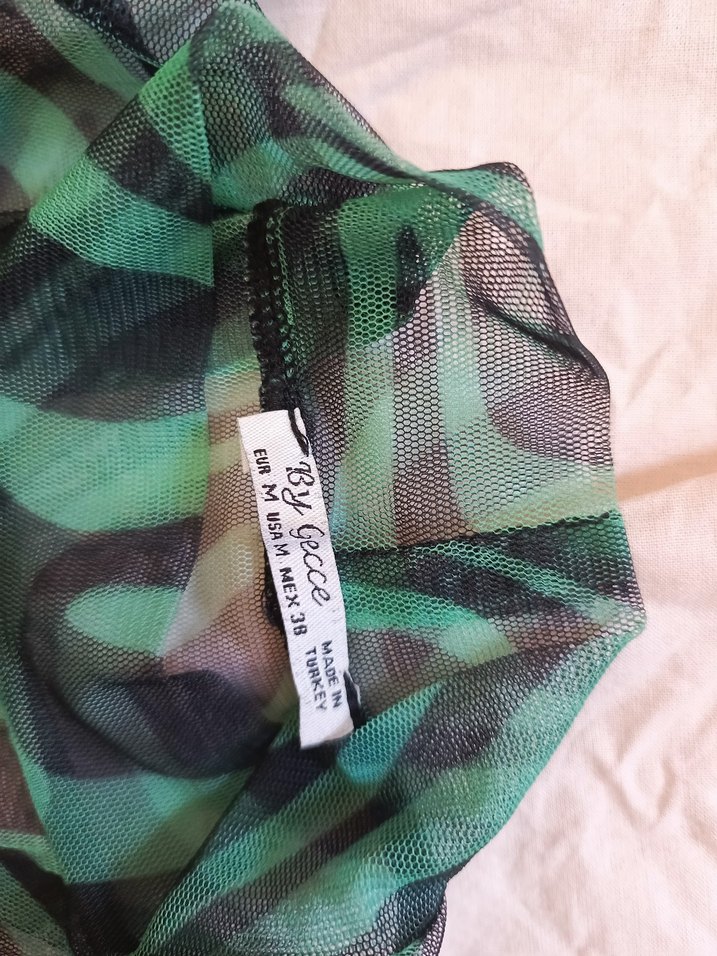 By Gecce
EUR M USA M MEX 38
MADE IN
TURKEY